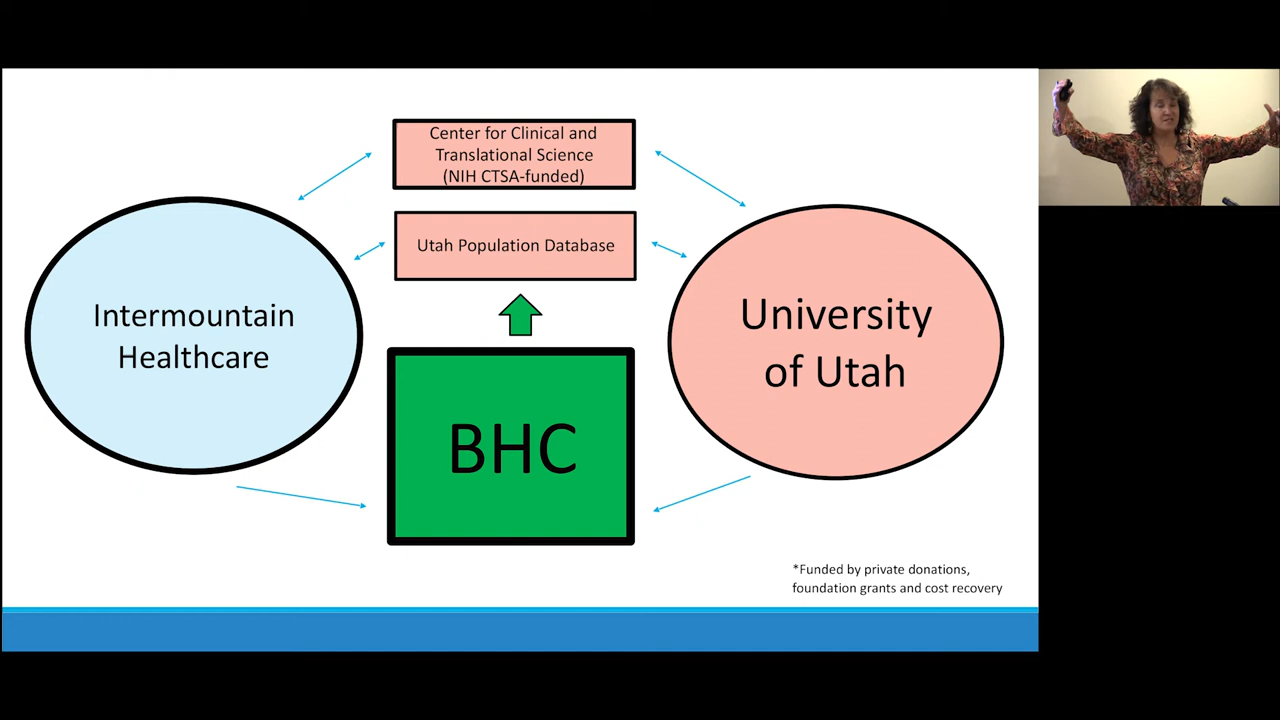 Center for Clinical and
Translational Science
(NIH CTSA-funded)
Utah Population Database
Intermountain
Healthcare
University
of Utah
BHC
*Funded by private donations,
foundation grants and cost recovery